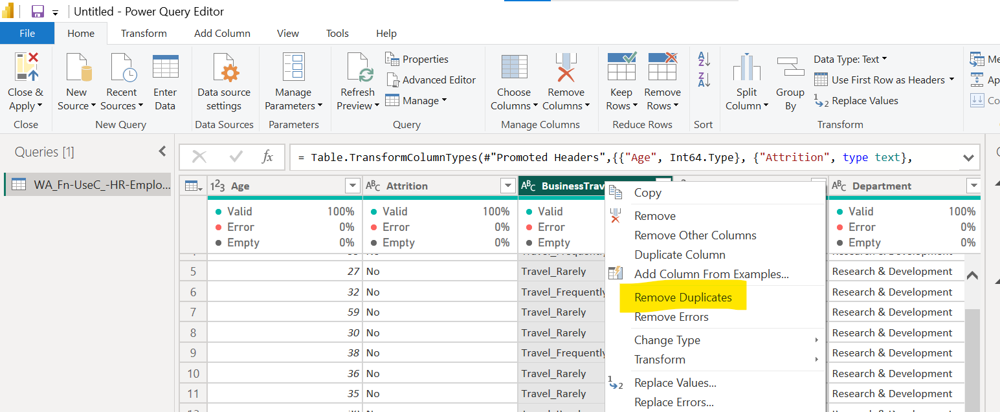 Untitled - Power Query Editor
File Home Transform Add Column View Tools Help
Close & Apply
New Source
Recent Sources
Enter Data
Data source settings
Manage Parameters
Refresh Preview
Properties
Advanced Editor
Manage
Choose Columns
Remove Columns
Keep Rows
Remove Rows
Split Column
Group By
Data Type: Text
Use First Row as Headers
Replace Values
Close New Query Data Sources Parameters Query Manage Columns Reduce Rows Sort Transform
Queries [1]
fx = Table.TransformColumnTypes(#"Promoted Headers",{{"Age", Int64.Type}, {"Attrition", type text},
WA_Fn-UseC_-HR-Emplo...
123 Age ABC Attrition ABC BusinessTrav ABC Department
Valid 100% Valid 100% Valid Valid 100%
Error 0% Error 0% Error Error 0%
Empty 0% Empty 0% Empty Empty 0%
5 27 No Travel_Rarely Research & Development
6 32 No Travel_Frequently Research & Development
7 59 No Travel_Rarely Research & Development
8 30 No Travel_Rarely Research & Development
9 38 No Travel_Frequently Research & Development
10 36 No Travel_Rarely Research & Development
11 35 No Travel_Rarely Research & Development
Copy
Remove
Remove Other Columns
Duplicate Column
Add Column From Examples...
Remove Duplicates
Remove Errors
Change Type
Transform
Replace Values...
Replace Errors...